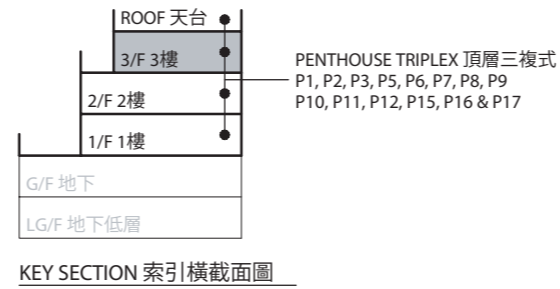 ROOF 天台
3/F 3樓
PENTHOUSE TRIPLEX 頂層三複式
P1, P2, P3, P5, P6, P7, P8, P9
P10, P11, P12, P15, P16 & P17
2/F 2樓
1/F 1樓
G/F 地下
LG/F 地下低層
KEY SECTION 索引橫截面圖